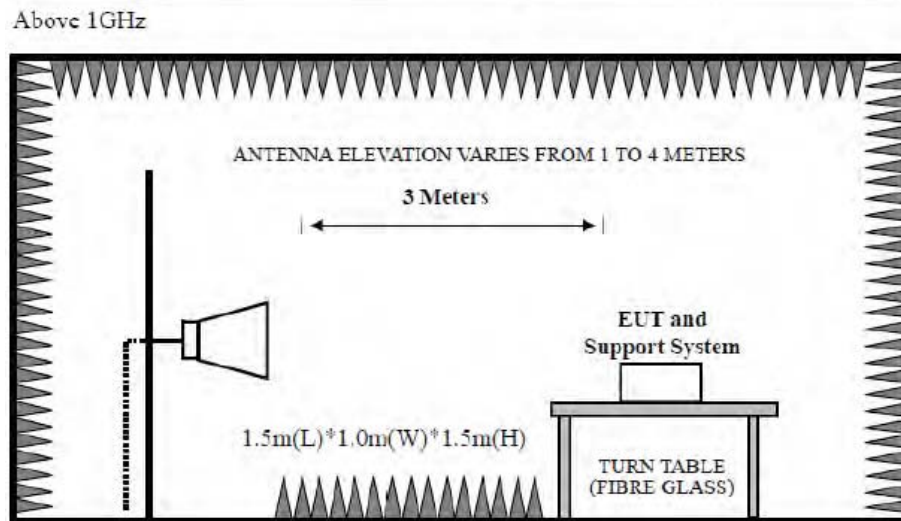 Above 1GHz
ANTENNA ELEVATION VARIES FROM 1 TO 4 METERS
3 Meters
EUT and
Support System
1.5m(L)*1.0m(W)*1.5m(H)
TURN TABLE
(FIBRE GLASS)